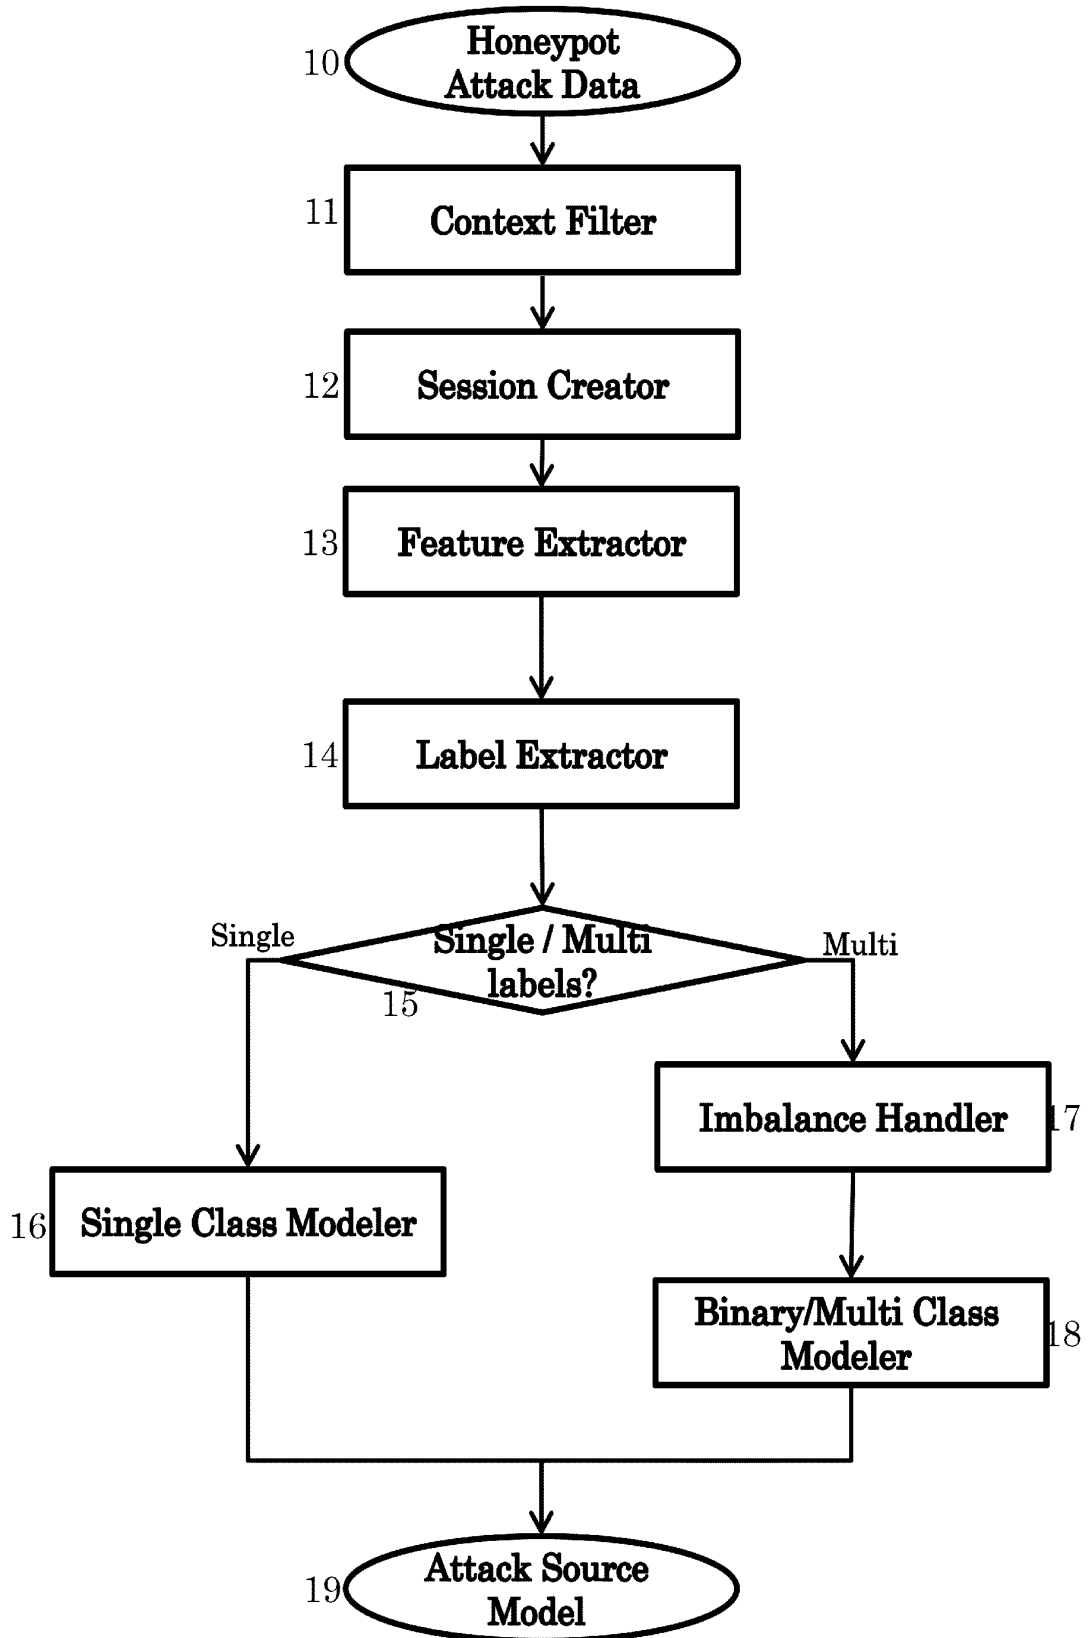 Honeypot
10
Attack Data
11
Context Filter
12
Session Creator
13
Feature Extractor
14
Label Extractor
Single
Single / Multi
Multi
labels?
15
Imbalance Handler
17
16
Single Class Modeler
Binary/Multi Class
18
Modeler
Attack Source
19
Model